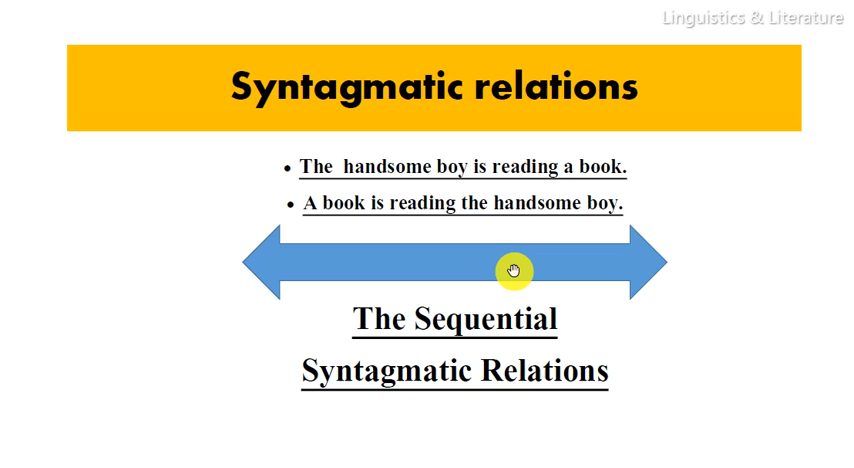 Linguistics & Literature
Syntagmatic relations
• The handsome boy is reading a book.
• A book is reading the handsome boy.
The Sequential
Syntagmatic Relations